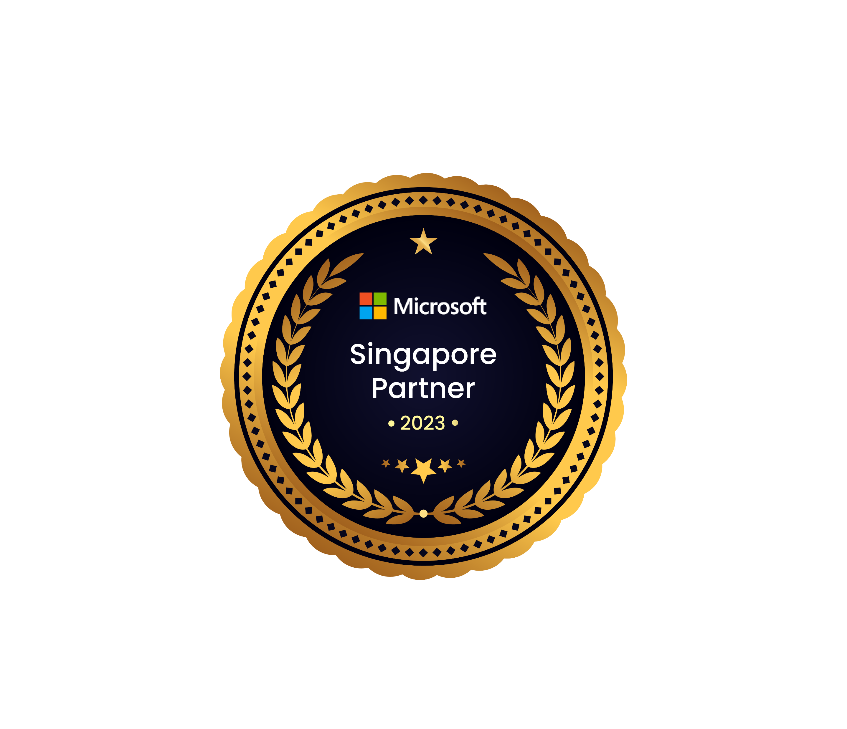 Microsoft
Singapore
Partner
• 2023 •